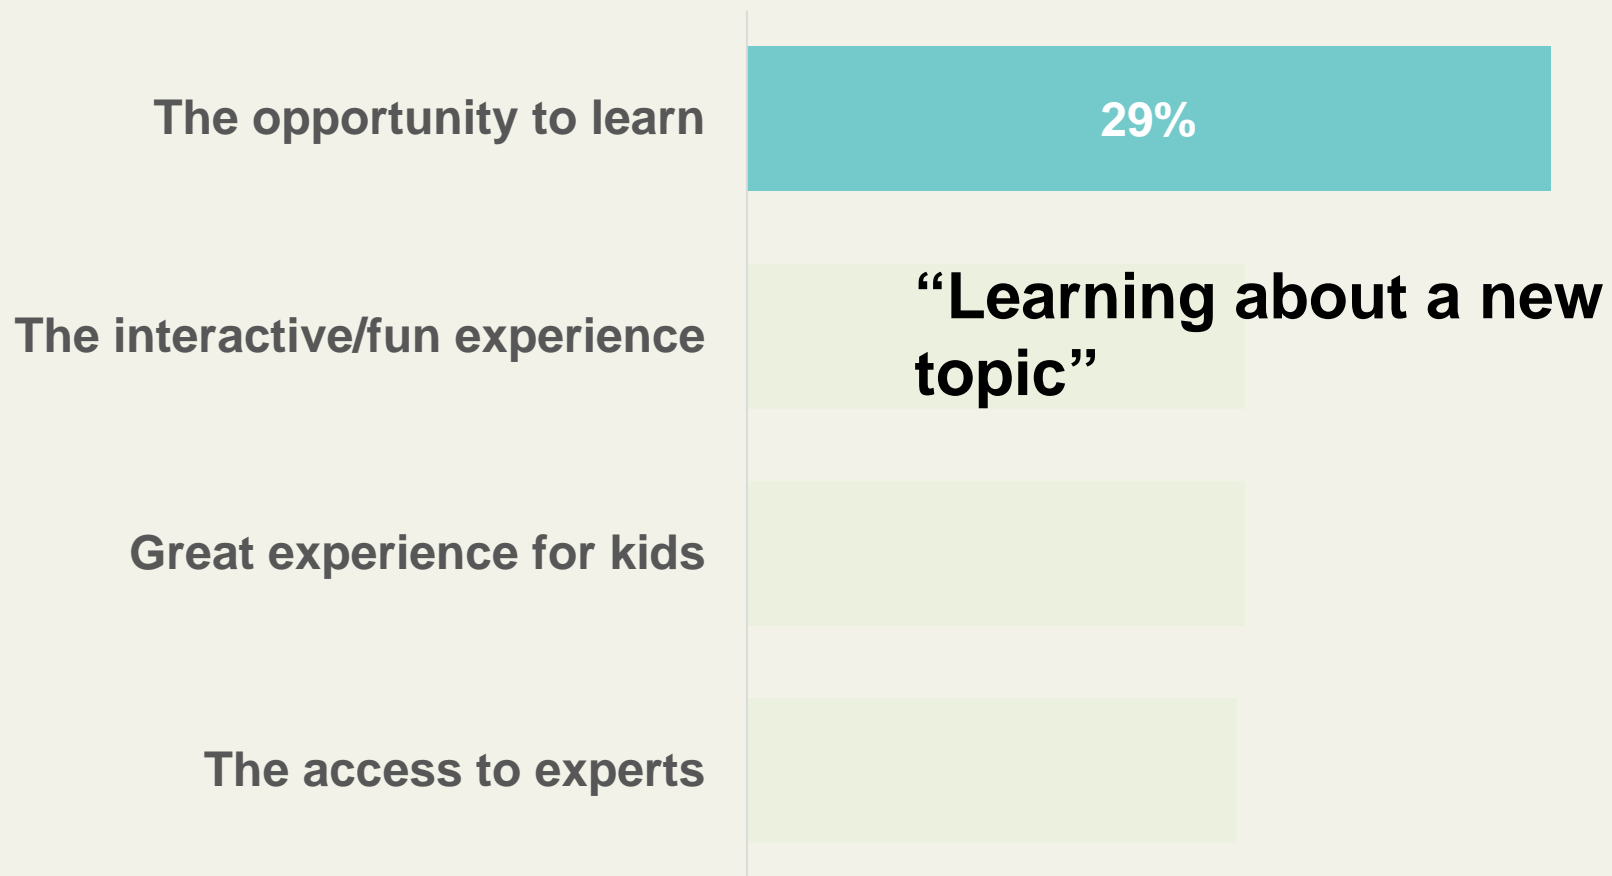 The opportunity to learn
29%
The interactive/fun experience
“Learning about a new
topic”
Great experience for kids
The access to experts